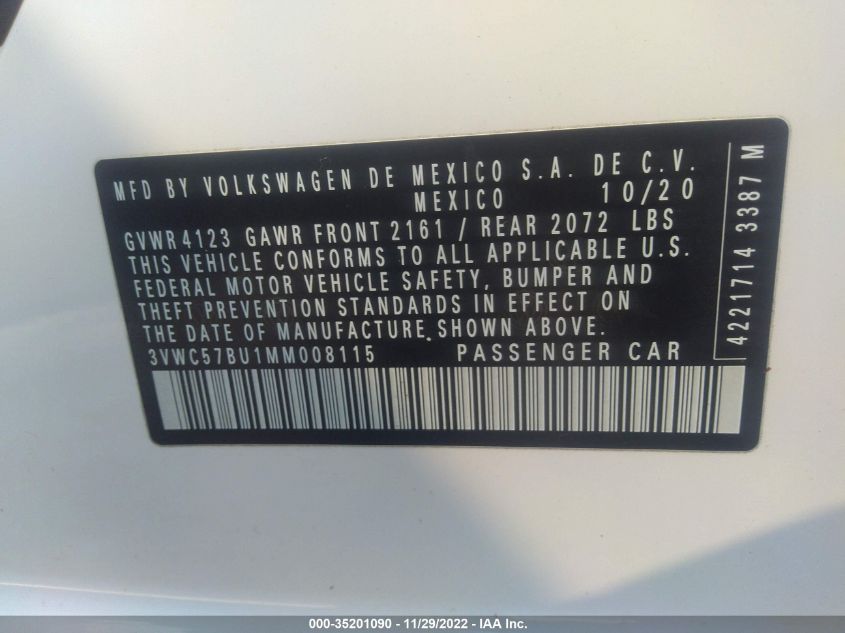 MFD BY VOLKSWAGEN DE MEXICO S.A. DE C.V.
MEXICO 10/20
GVWR 4123 GAWR FRONT 2161 / REAR 2072 LBS
THIS VEHICLE CONFORMS TO ALL APPLICABLE U.S.
FEDERAL MOTOR VEHICLE SAFETY, BUMPER AND
THEFT PREVENTION STANDARDS IN EFFECT ON
THE DATE OF MANUFACTURE SHOWN ABOVE.
3VWC57BU1MM008115 PASSENGER CAR
4221714 3387 M
000-35201090 - 11/29/2022 - IAA Inc.